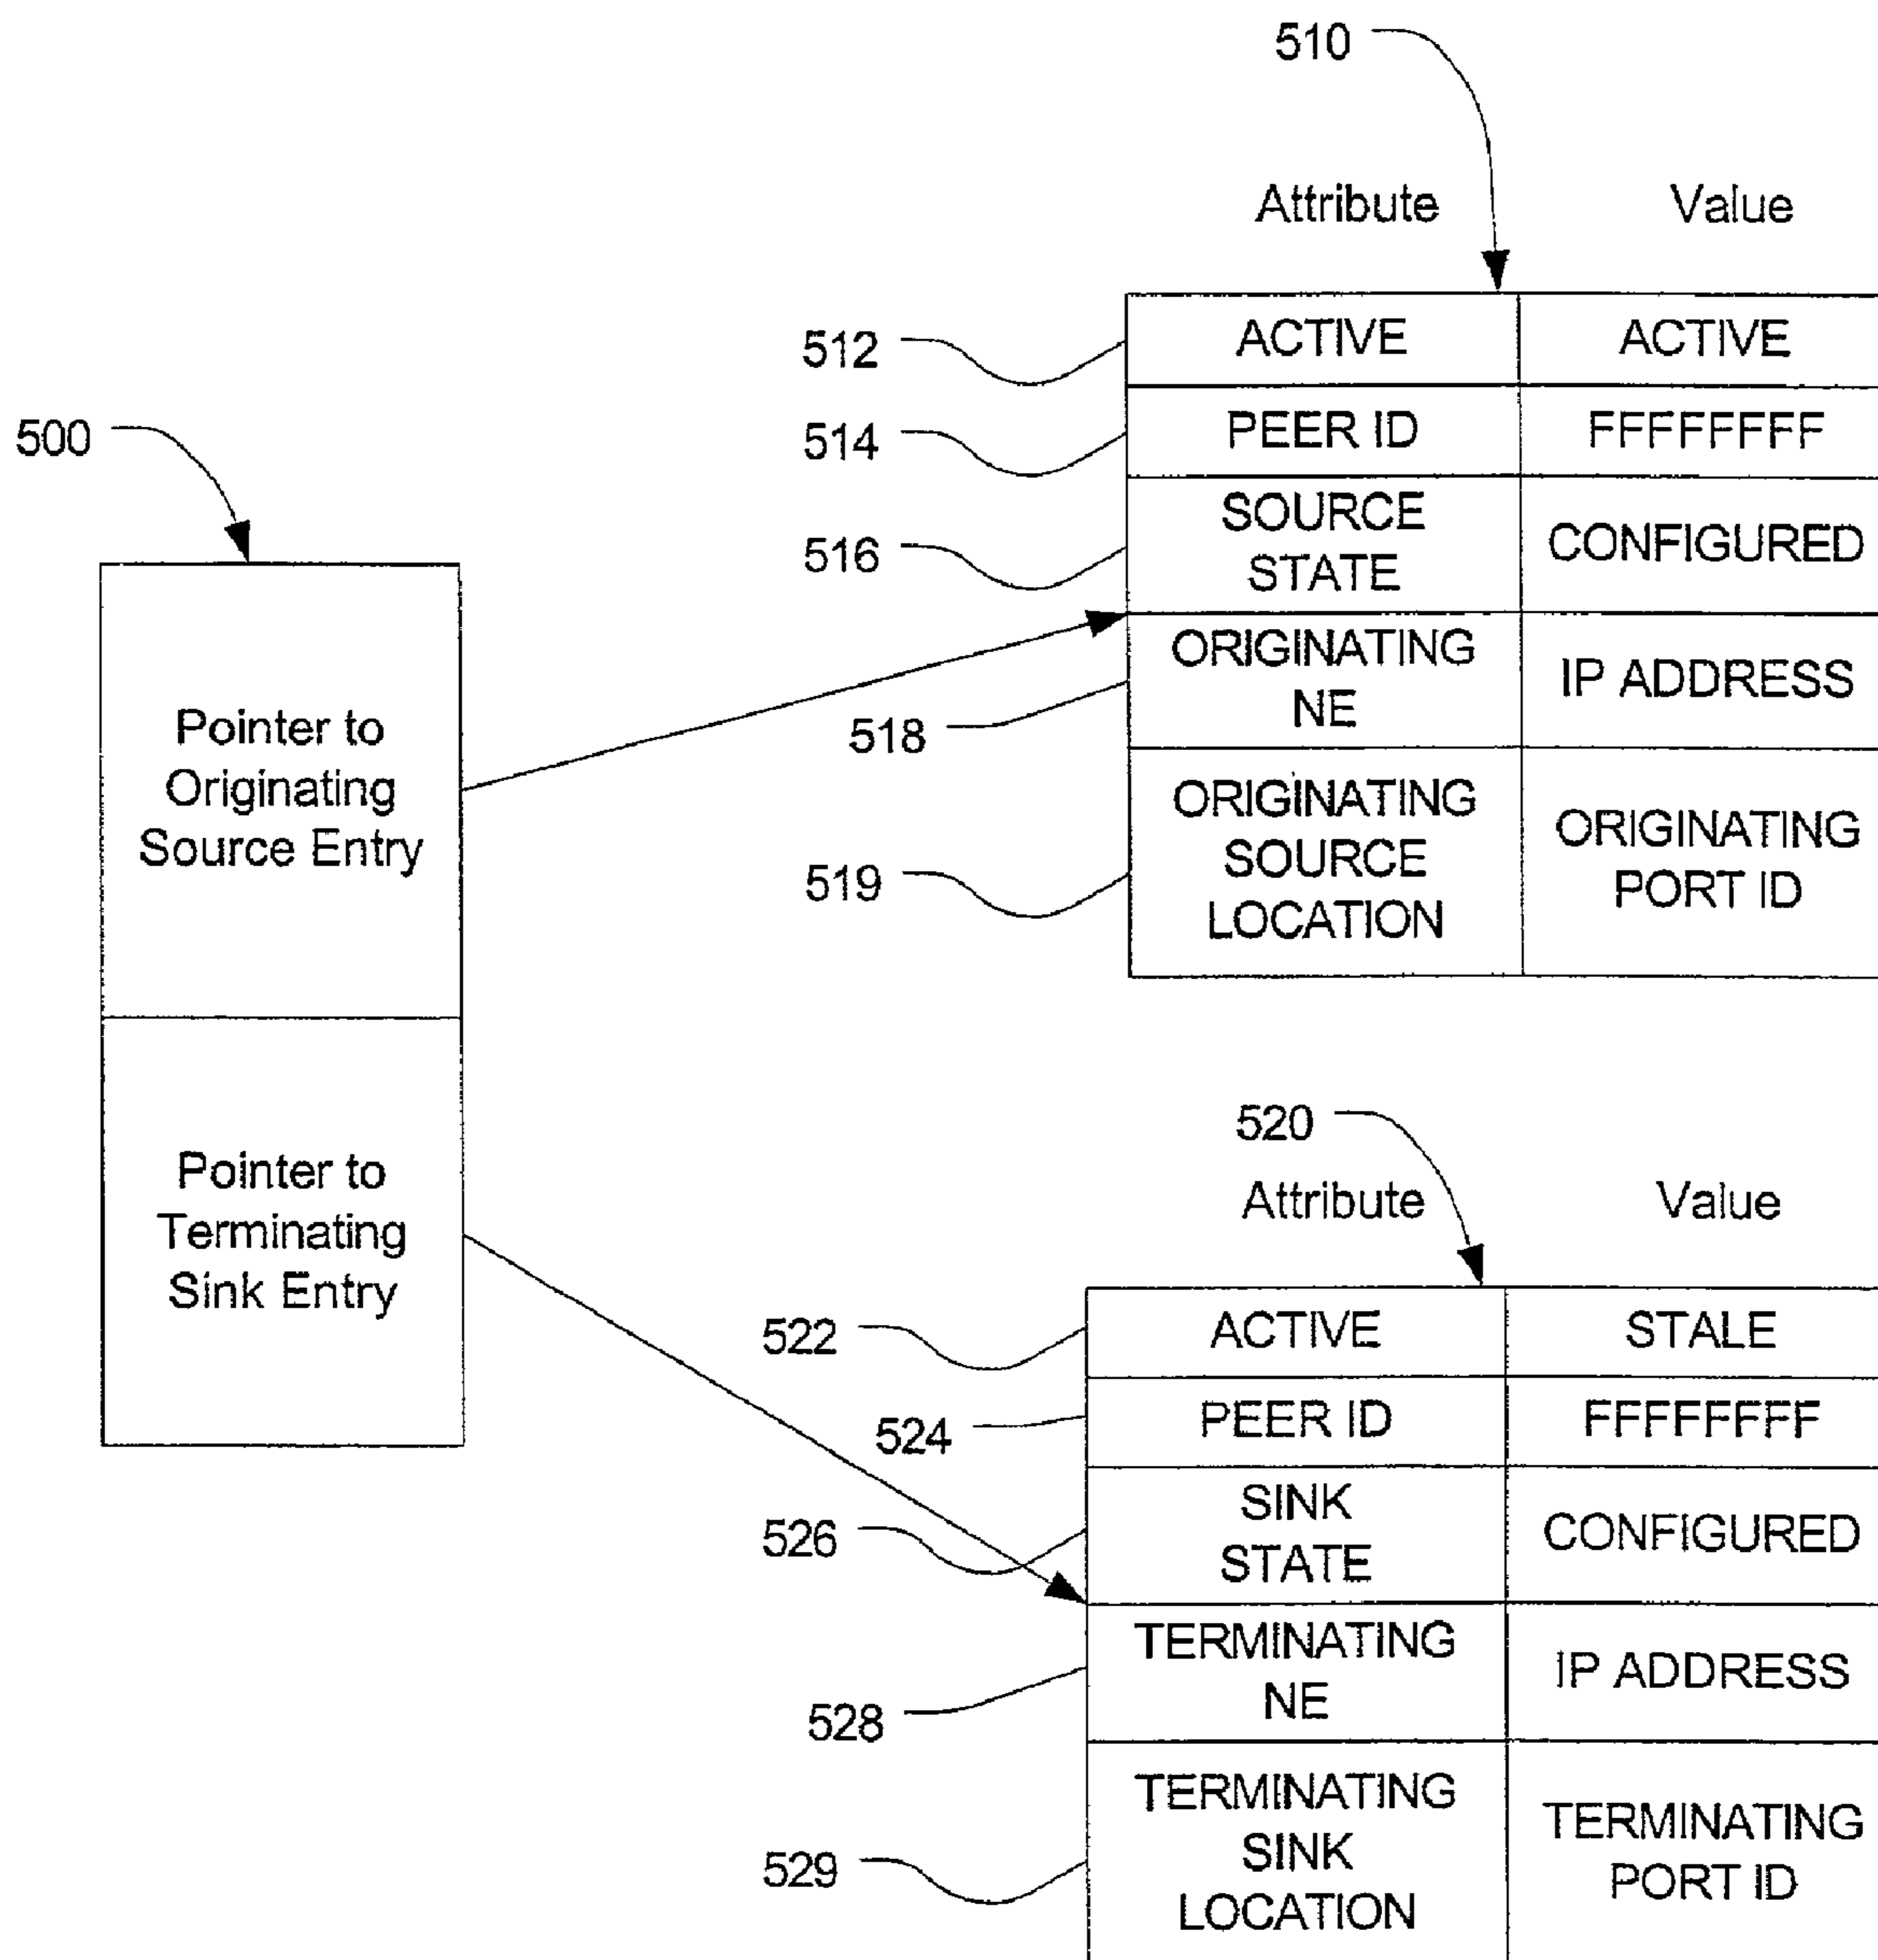 510
Attribute Value
512 ACTIVE ACTIVE
500 514 PEER ID FFFFFFFF
516 SOURCE STATE CONFIGURED
518 ORIGINATING NE IP ADDRESS
519 ORIGINATING SOURCE LOCATION ORIGINATING PORT ID
Pointer to
Originating
Source Entry
520
Attribute Value
Pointer to
Terminating
Sink Entry
522 ACTIVE STALE
524 PEER ID FFFFFFFF
526 SINK STATE CONFIGURED
528 TERMINATING NE IP ADDRESS
529 TERMINATING SINK LOCATION TERMINATING PORT ID